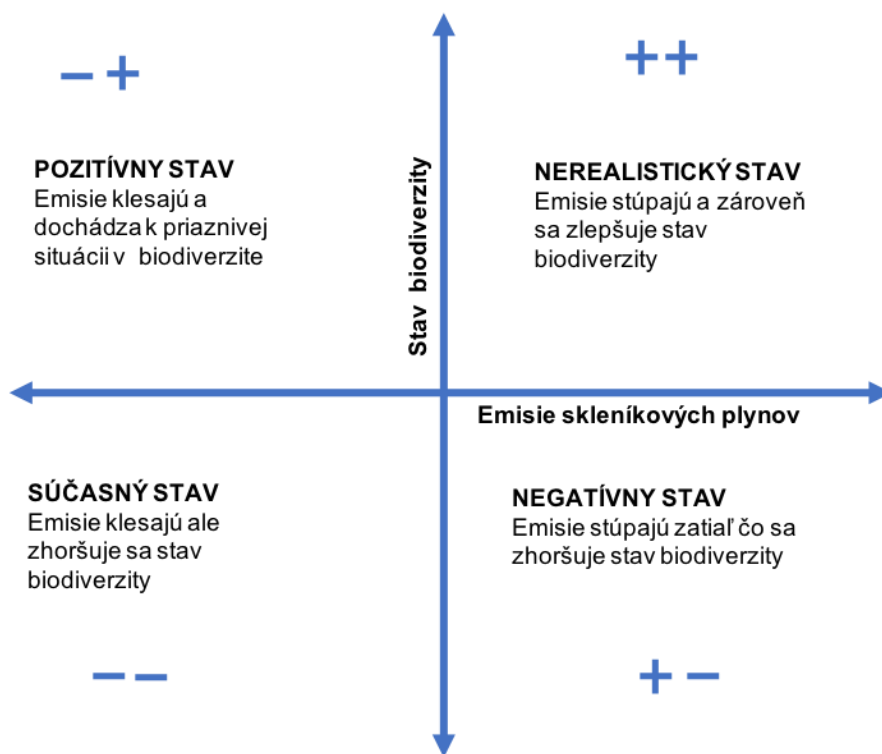 – +
++
POZITÍVNY STAV
Emisie klesajú a
dochádza k priaznivej
situácii v biodiverzite
Stav biodiverzity
NEREALISTICKÝ STAV
Emisie stúpajú a zároveň
sa zlepšuje stav
biodiverzity
Emisie skleníkových plynov
SÚČASNÝ STAV
Emisie klesajú ale
zhoršuje sa stav
biodiverzity
NEGATÍVNY STAV
Emisie stúpajú zatiaľ čo sa
zhoršuje stav biodiverzity
– –
+ –